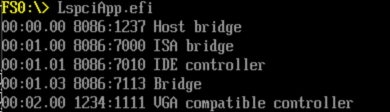 FS0:\> LspciApp.efi
00:00.00 8086:1237 Host bridge
00:01.00 8086:7000 ISA bridge
00:01.01 8086:7010 IDE controller
00:01.03 8086:7113 Bridge
00:02.00 1234:1111 VGA compatible controller